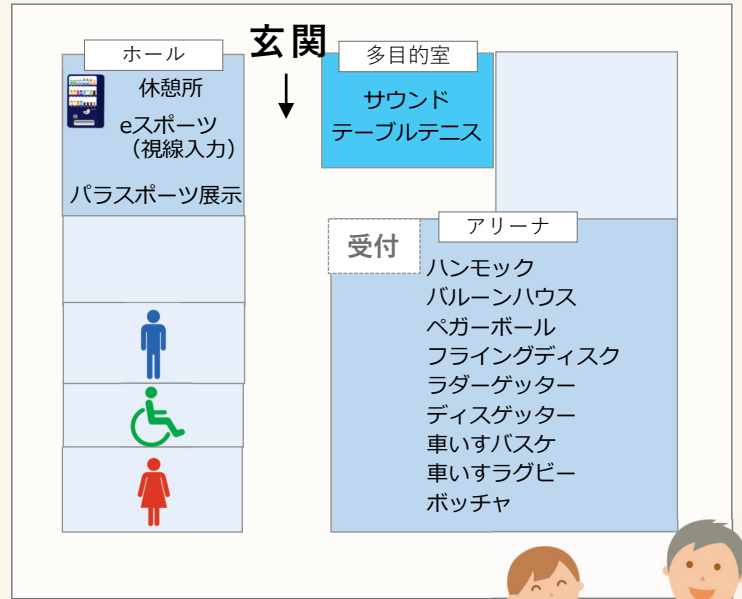 ホール
休憩所
eスポーツ
（視線入力）
パラスポーツ展示
玄関
多目的室
サウンド
テーブルテニス
受付
アリーナ
ハンモック
バルーンハウス
ペガーボール
フライングディスク
ラダーゲッター
ディスゲッター
車いすバスケ
車いすラグビー
ボッチャ